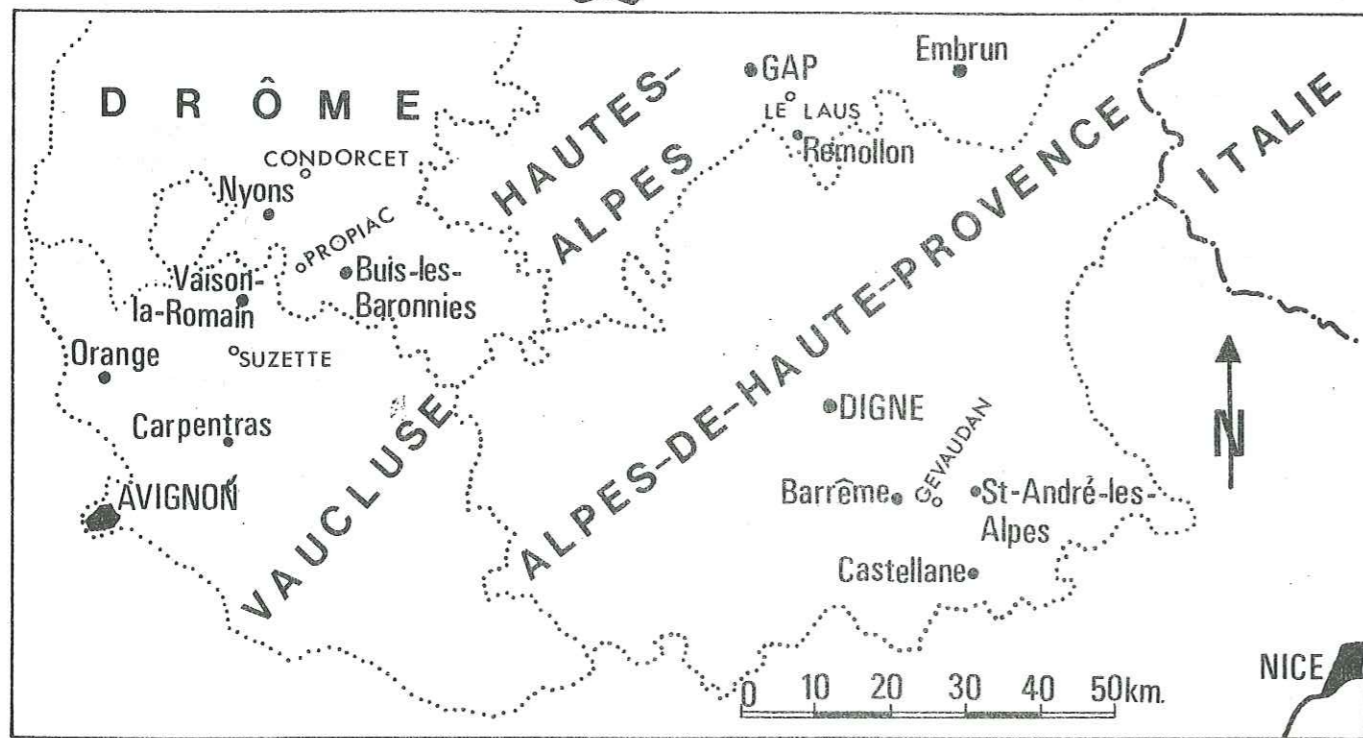 DRÔME
HAUTES-
ALPES
GAP
Embrun
LE LAUS
Remollon
ITALIE
CONDORCET
Nyons
PROPIAC
Buis-les-
Baronnies
Vaison-
la-Romain
Orange
SUZETTE
Carpentras
AVIGNON
VAUCLUSE
ALPES-DE-HAUTE-PROVENCE
DIGNE
GEVAUDAN
Barrême
St-André-les-
Alpes
Castellane
N
NICE
0 10 20 30 40 50km.